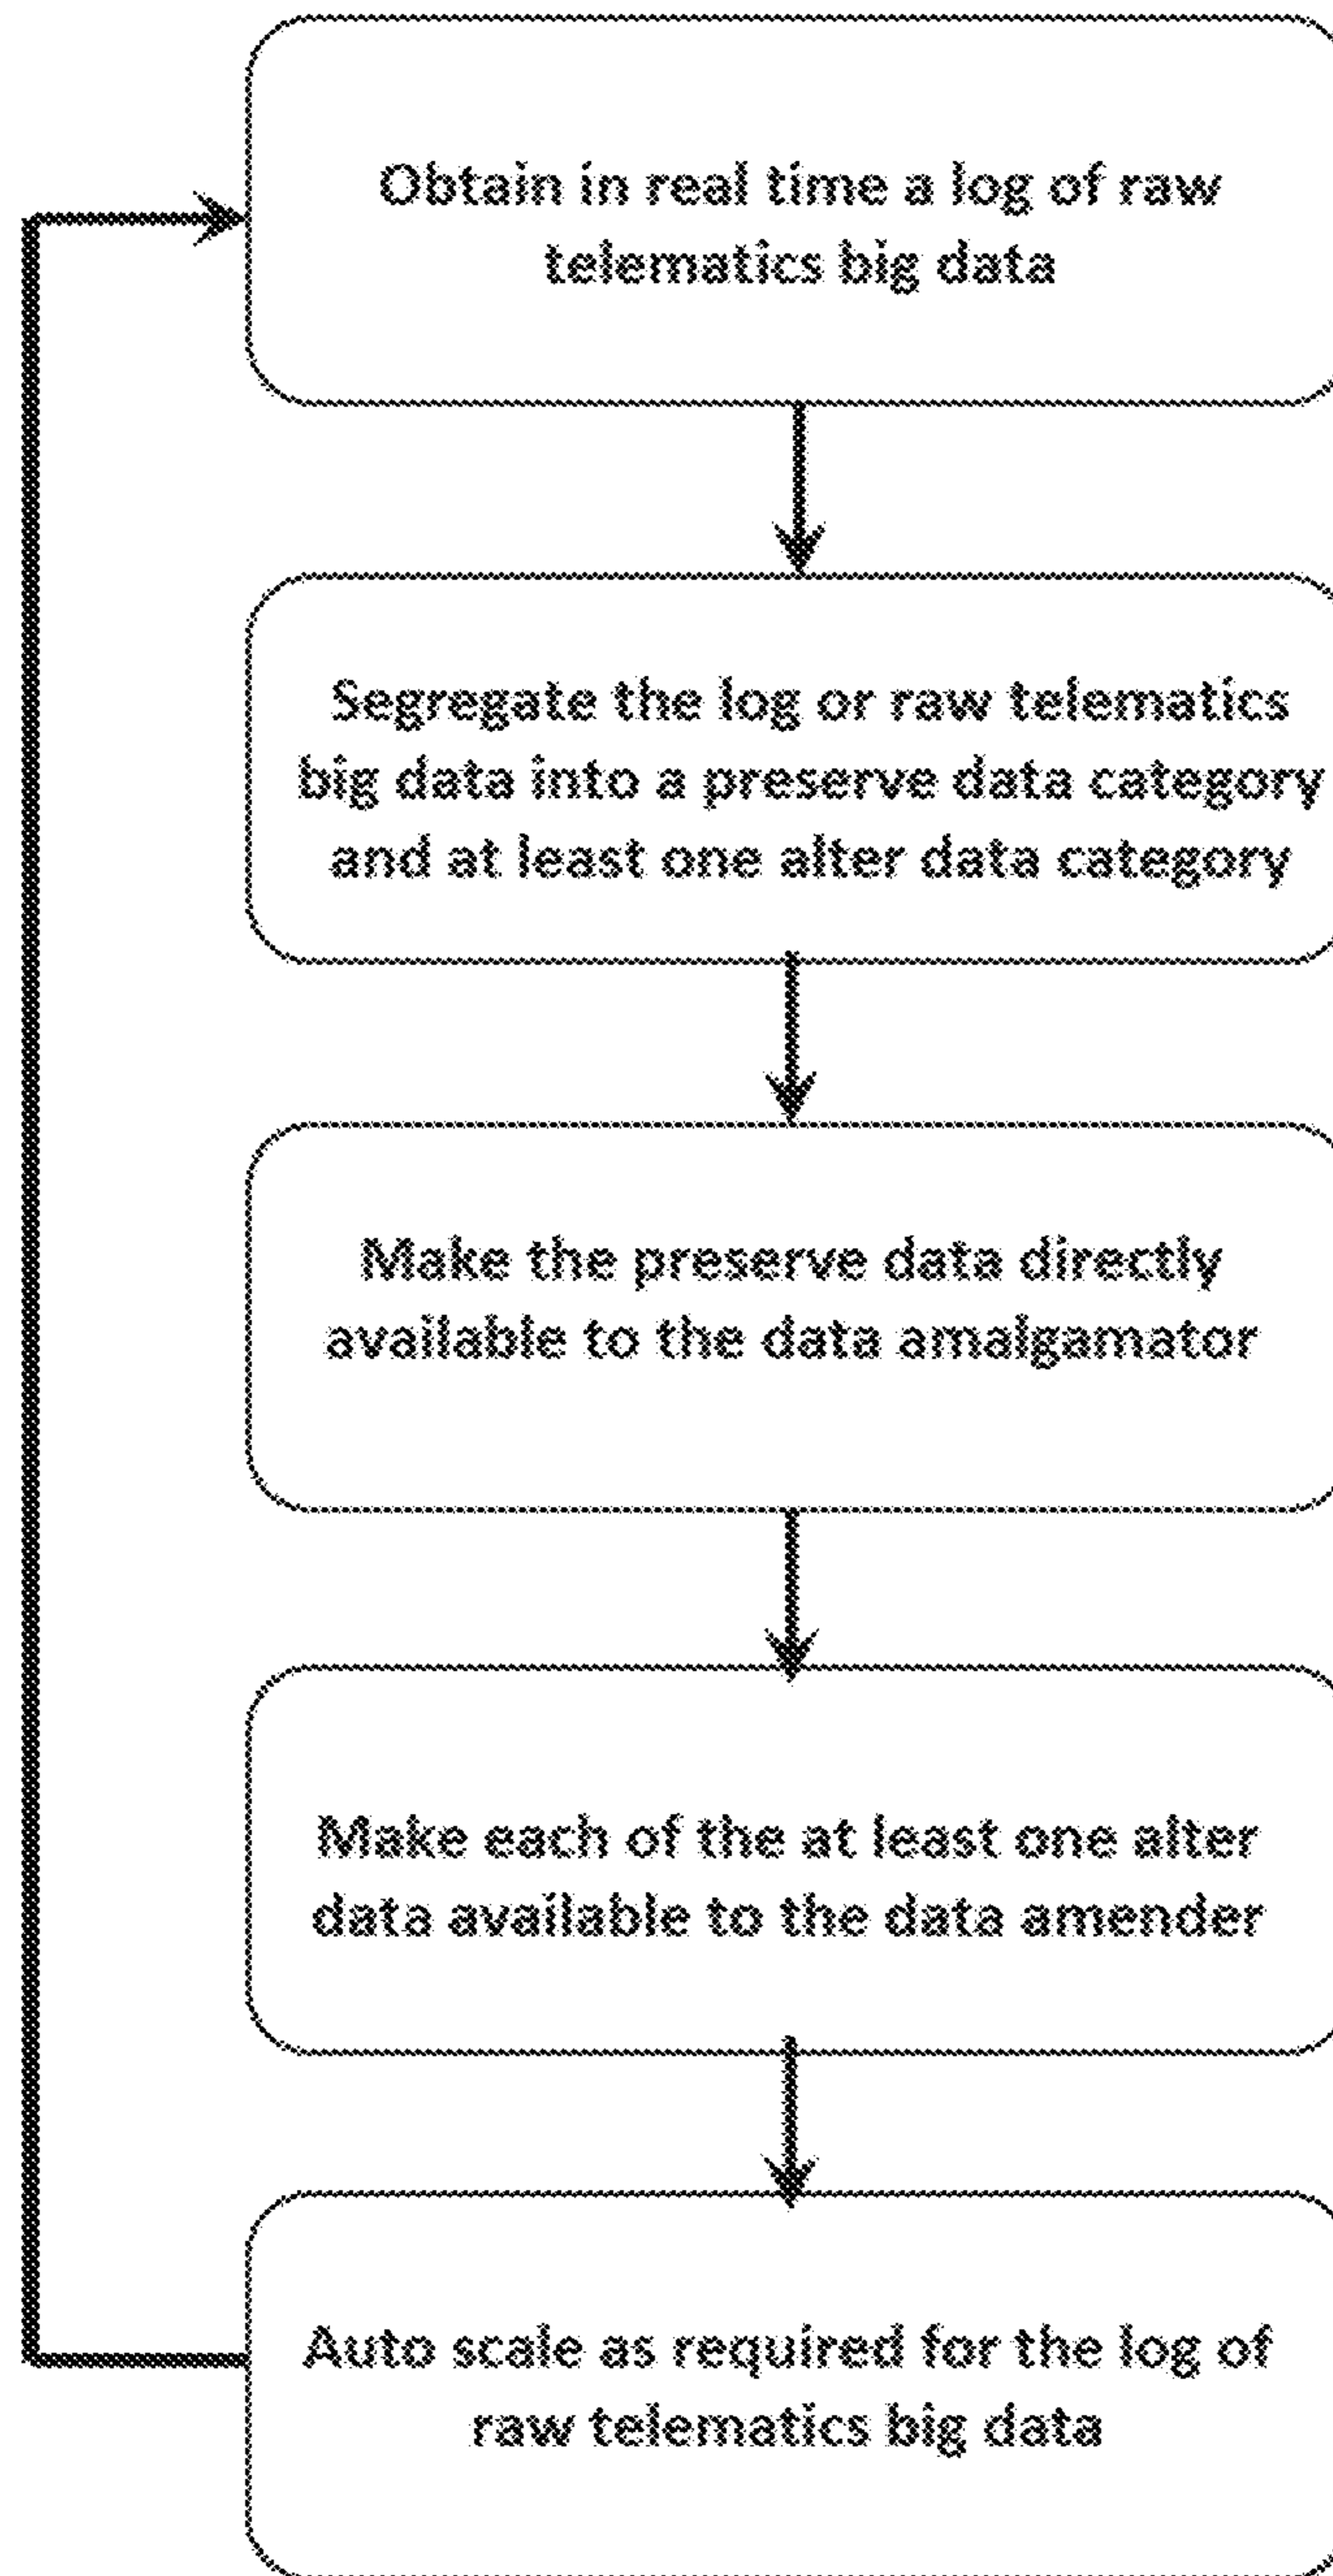 Obtain in real time a log of raw
telematics big data
Segregate the log or raw telematics
big data into a preserve data category
and at least one alter data category
Make the preserve data directly
available to the data amalgamator
Make each of the at least one alter
data available to the data amender
Auto scale as required for the log of
raw telematics big data